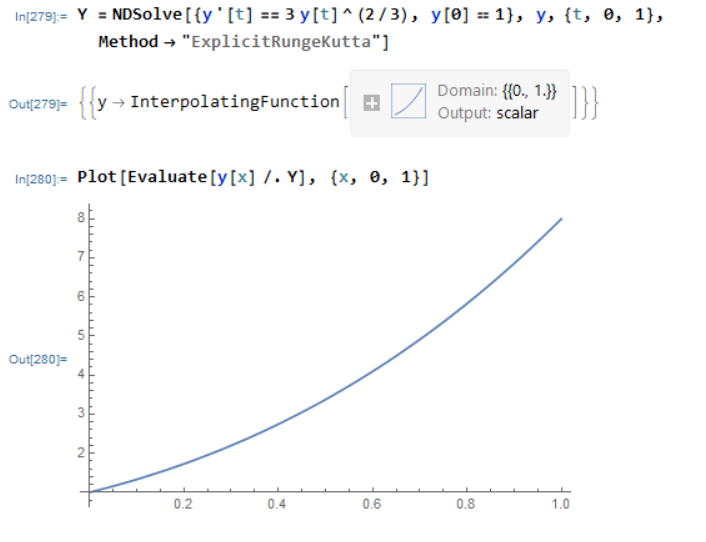 In[279]:= Y = NDSolve[{y'[t] == 3 y[t]^(2/3), y[0] == 1}, y, {t, 0, 1},
Method → "ExplicitRungeKutta"]
Out[279]= {{y → InterpolatingFunction[ Domain: {{0., 1.}}
Output: scalar ]}}
In[280]:= Plot[Evaluate[y[x] /. Y], {x, 0, 1}]
8
7
6
5
Out[280]=
4
3
2
0.2 0.4 0.6 0.8 1.0